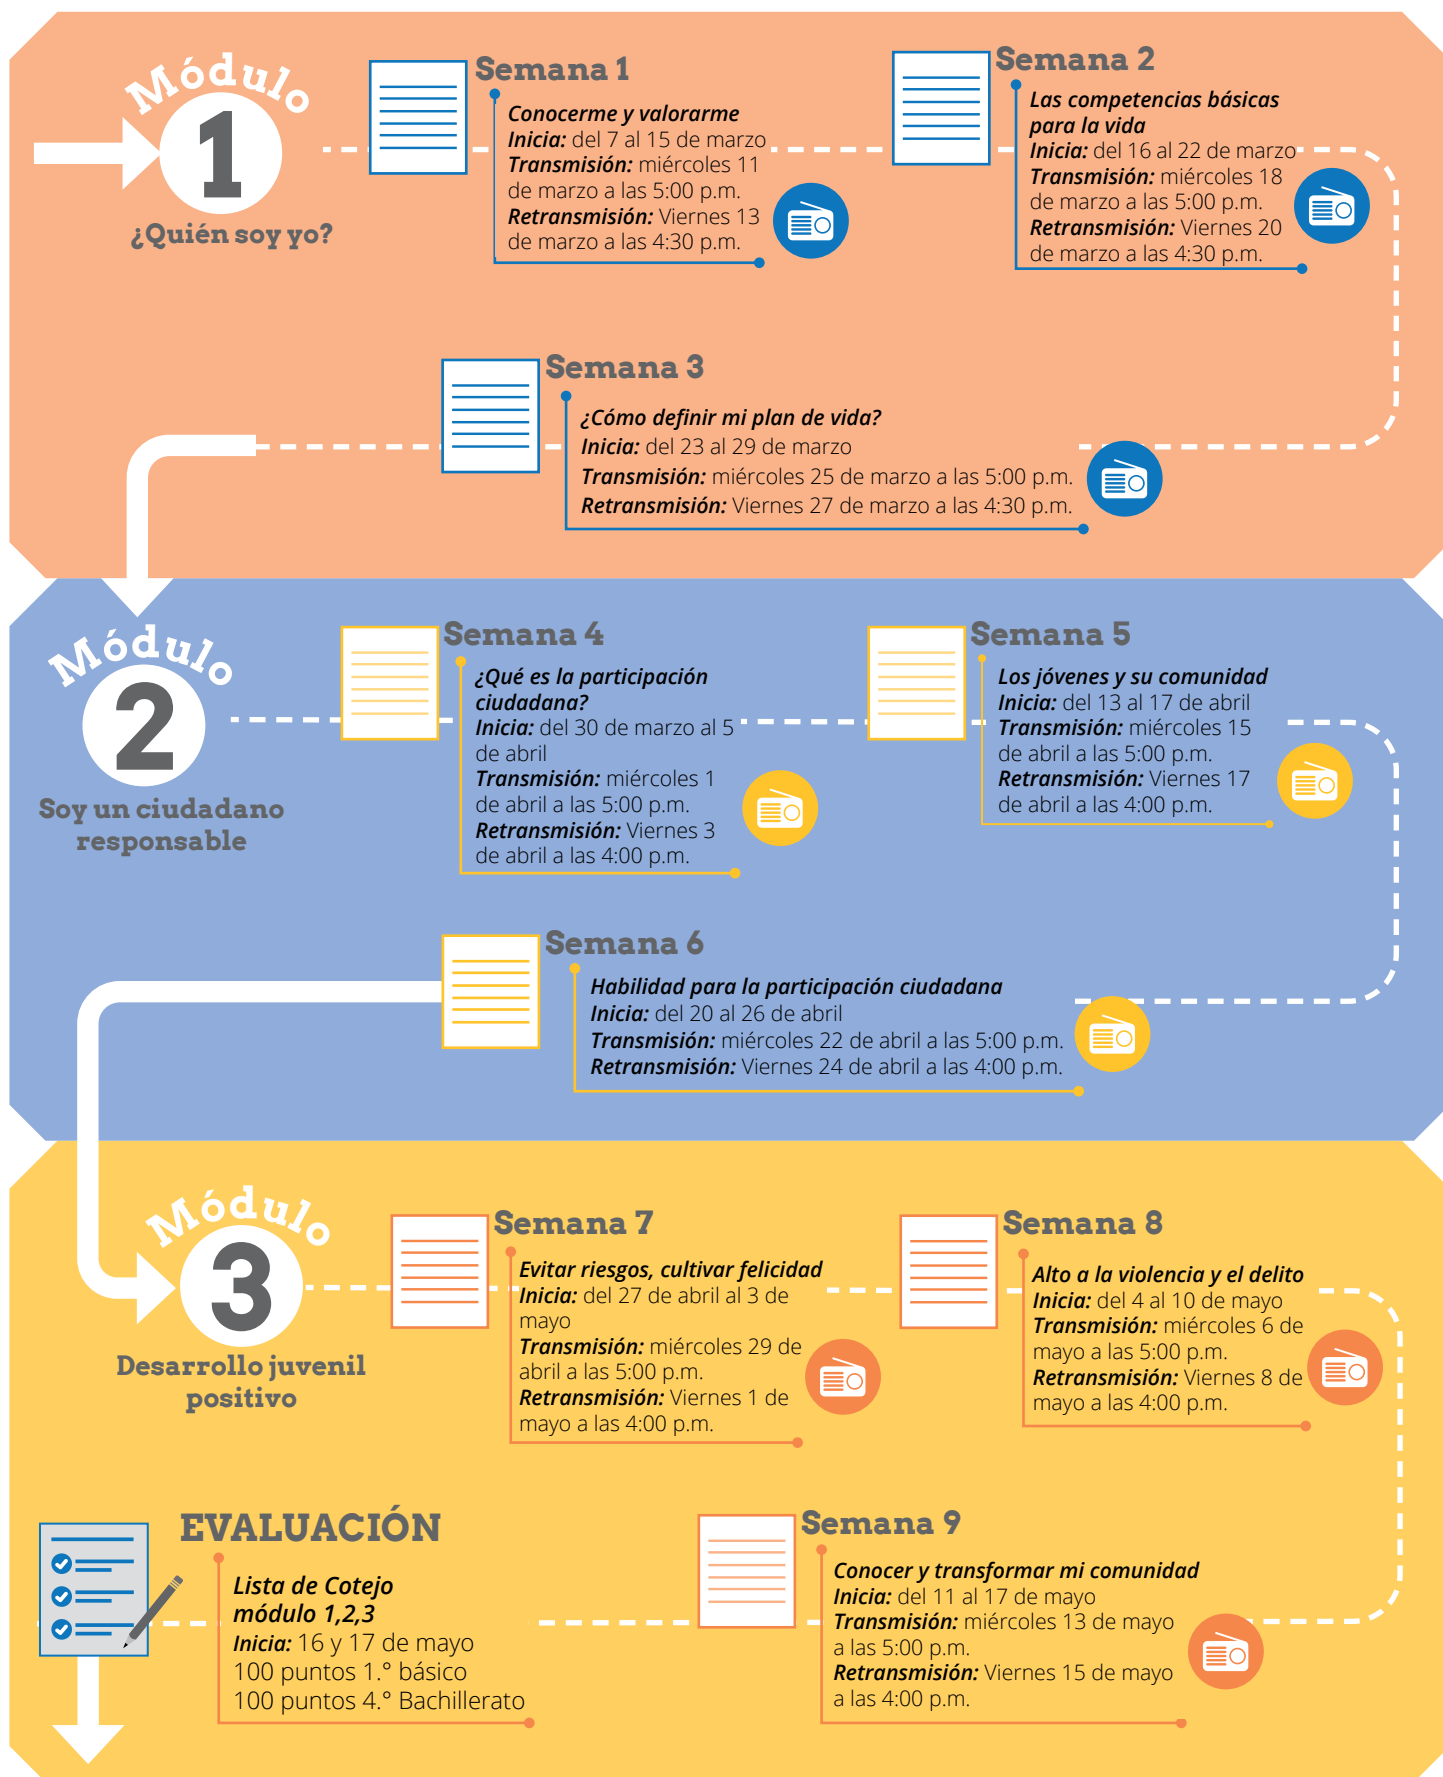 Módulo
1
¿Quién soy yo?
Semana 1
Conocerme y valorarme
Inicia: del 7 al 15 de marzo
Transmisión: miércoles 11
de marzo a las 5:00 p.m.
Retransmisión: Viernes 13
de marzo a las 4:30 p.m.
Semana 2
Las competencias básicas
para la vida
Inicia: del 16 al 22 de marzo
Transmisión: miércoles 18
de marzo a las 5:00 p.m.
Retransmisión: Viernes 20
de marzo a las 4:30 p.m.
Semana 3
¿Cómo definir mi plan de vida?
Inicia: del 23 al 29 de marzo
Transmisión: miércoles 25 de marzo a las 5:00 p.m.
Retransmisión: Viernes 27 de marzo a las 4:30 p.m.
Módulo
2
Soy un ciudadano
responsable
Semana 4
¿Qué es la participación
ciudadana?
Inicia: del 30 de marzo al 5
de abril
Transmisión: miércoles 1
de abril a las 5:00 p.m.
Retransmisión: Viernes 3
de abril a las 4:00 p.m.
Semana 5
Los jóvenes y su comunidad
Inicia: del 13 al 17 de abril
Transmisión: miércoles 15
de abril a las 5:00 p.m.
Retransmisión: Viernes 17
de abril a las 4:00 p.m.
Semana 6
Habilidad para la participación ciudadana
Inicia: del 20 al 26 de abril
Transmisión: miércoles 22 de abril a las 5:00 p.m.
Retransmisión: Viernes 24 de abril a las 4:00 p.m.
Módulo
3
Desarrollo juvenil
positivo
Semana 7
Evitar riesgos, cultivar felicidad
Inicia: del 27 de abril al 3 de
mayo
Transmisión: miércoles 29 de
abril a las 5:00 p.m.
Retransmisión: Viernes 1 de
mayo a las 4:00 p.m.
Semana 8
Alto a la violencia y el delito
Inicia: del 4 al 10 de mayo
Transmisión: miércoles 6 de
mayo a las 5:00 p.m.
Retransmisión: Viernes 8 de
mayo a las 4:00 p.m.
Semana 9
Conocer y transformar mi comunidad
Inicia: del 11 al 17 de mayo
Transmisión: miércoles 13 de mayo
a las 5:00 p.m.
Retransmisión: Viernes 15 de mayo
a las 4:00 p.m.
EVALUACIÓN
Lista de Cotejo
módulo 1,2,3
Inicia: 16 y 17 de mayo
100 puntos 1.° básico
100 puntos 4.° Bachillerato